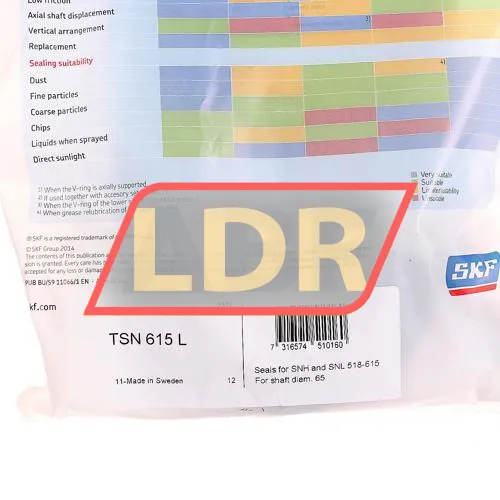 Low friction
Axial shaft displacement
Vertical arrangement
3)
Replacement
Sealing suitability
4)
Dust
Fine particles
Coarse particles
Chips
Liquids when sprayed
Direct sunlight
Very suitable
Suitable
Limited suitability
Unsuitable
1) When the V-ring is axially supported
2) If used together with accessory
2) When the V-ring of the lower
4) When grease relubrication of
® SKF is a registered trademark of
© SKF Group 2014
The contents of this publication
sion is granted. Every care has
accepted for any loss or damage
PUB BU/S9 11066/1 EN
kf.com
LDR
SKF
TSN 615 L
7 316574 510160
Seals for SNH and SNL 518-615
11-Made in Sweden 12 For shaft diam. 65